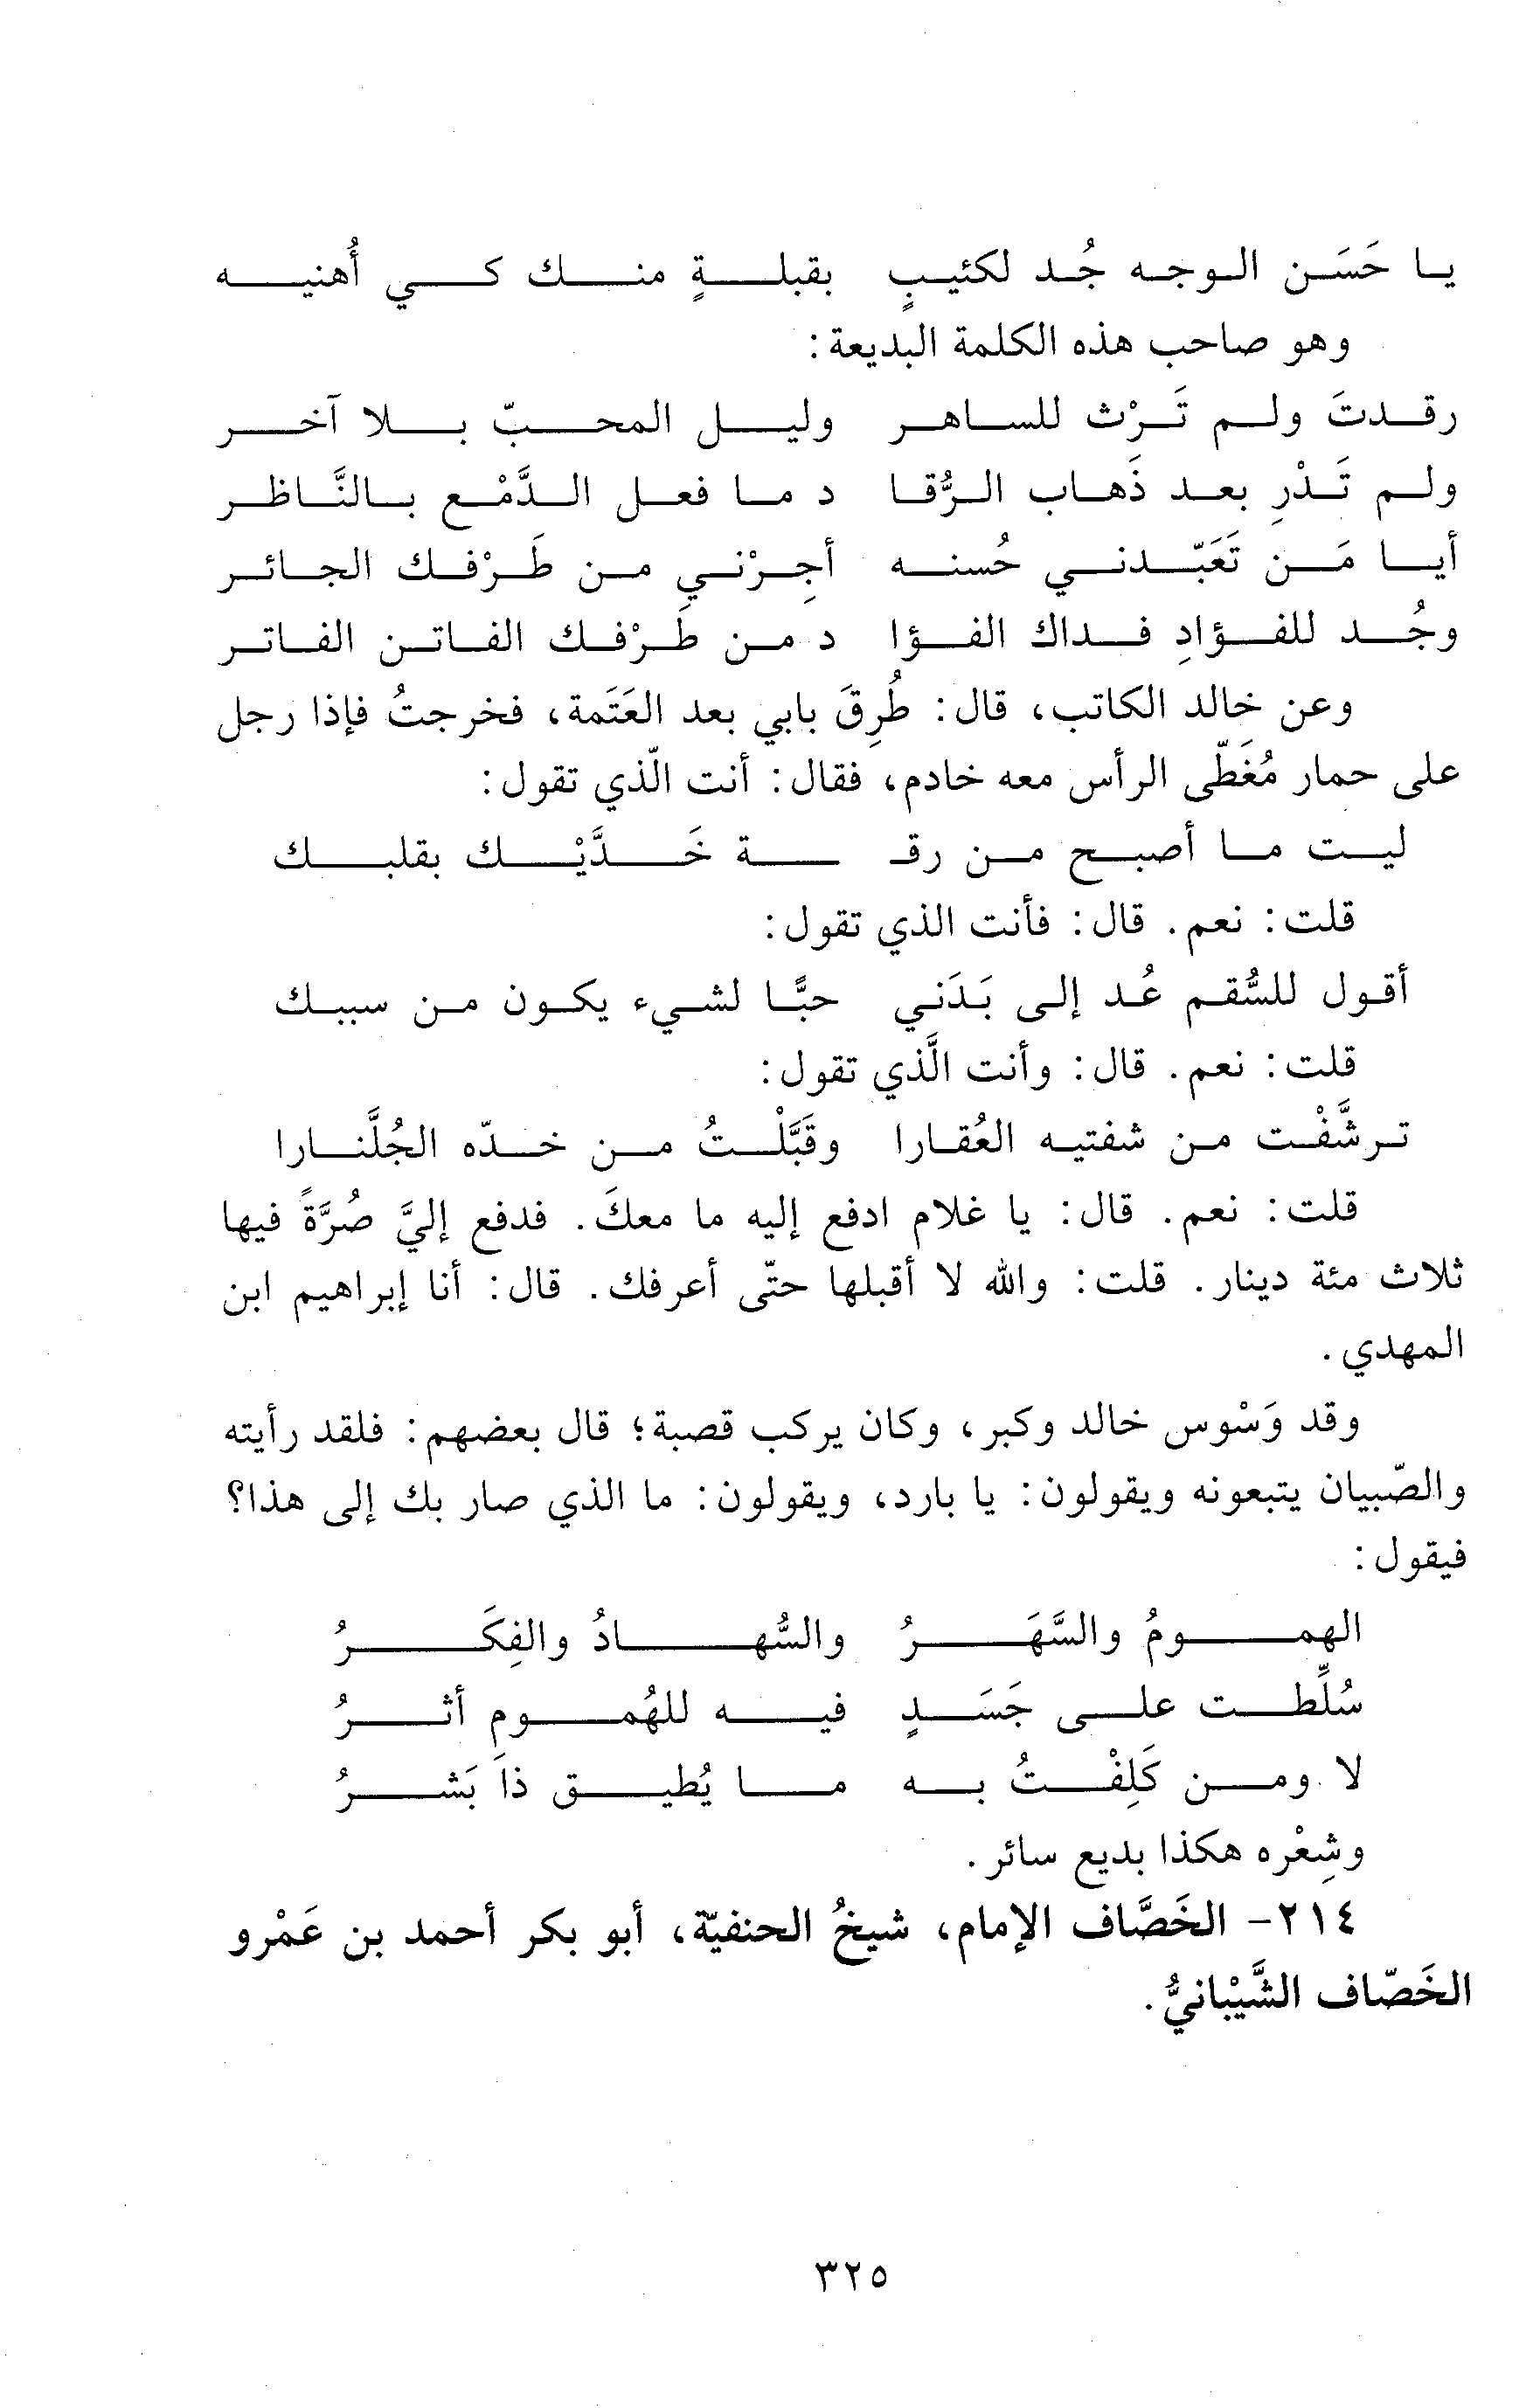 يا حَسَن الوجه جُد لكئيبٍ بقبلةٍ منك كي أُهنيه
وهو صاحب هذه الكلمة البديعة:
رقدتَ ولم تَرْث للساهر وليل المحبّ بلا آخر
ولم تَدْرِ بعد ذَهاب الرُّقا د ما فعل الدَّمْع بالنَّاظر
أيا مَن تَعَبّدني حُسنه أجِرْني من طَرْفك الجائر
وجُد للفؤادِ فداك الفؤا د من طَرْفك الفاتن الفاتر
وعن خالد الكاتب، قال: طُرِقَ بابي بعد العَتَمة، فخرجتُ فإذا رجل
على حمار مُغَطّى الرأس معه خادم، فقال: أنت الّذي تقول:
ليت ما أصبح من رقـ ـة خَدَّيْك بقلبك
قلت: نعم. قال: فأنت الذي تقول:
أقول للسُّقم عُد إلى بَدَني حبًّا لشيء يكون من سببك
قلت: نعم. قال: وأنت الَّذي تقول:
ترشَّفْت من شفتيه العُقارا وقَبَّلْتُ من خدّه الجُلَّنارا
قلت: نعم. قال: يا غلام ادفع إليه ما معكَ. فدفع إليَّ صُرَّةً فيها
ثلاث مئة دينار. قلت: والله لا أقبلها حتّى أعرفك. قال: أنا إبراهيم ابن
المهدي.
وقد وَسْوس خالد وكبر، وكان يركب قصبة؛ قال بعضهم: فلقد رأيته
والصّبيان يتبعونه ويقولون: يا بارد، ويقولون: ما الذي صار بك إلى هذا؟
فيقول:
الهمومُ والسَّهَرُ والسُّهادُ والفِكَرُ
سُلِّطت على جَسَدٍ فيه للهُموم أثرُ
لا ومن كَلِفْتُ به ما يُطيق ذا بَشرُ
وشِعْره هكذا بديع سائر.
٢١٤- الخَصَّاف الإمام، شيخُ الحنفيّة، أبو بكر أحمد بن عَمْرو
الخَصّاف الشَّيْبانيُّ.
٣٢٥